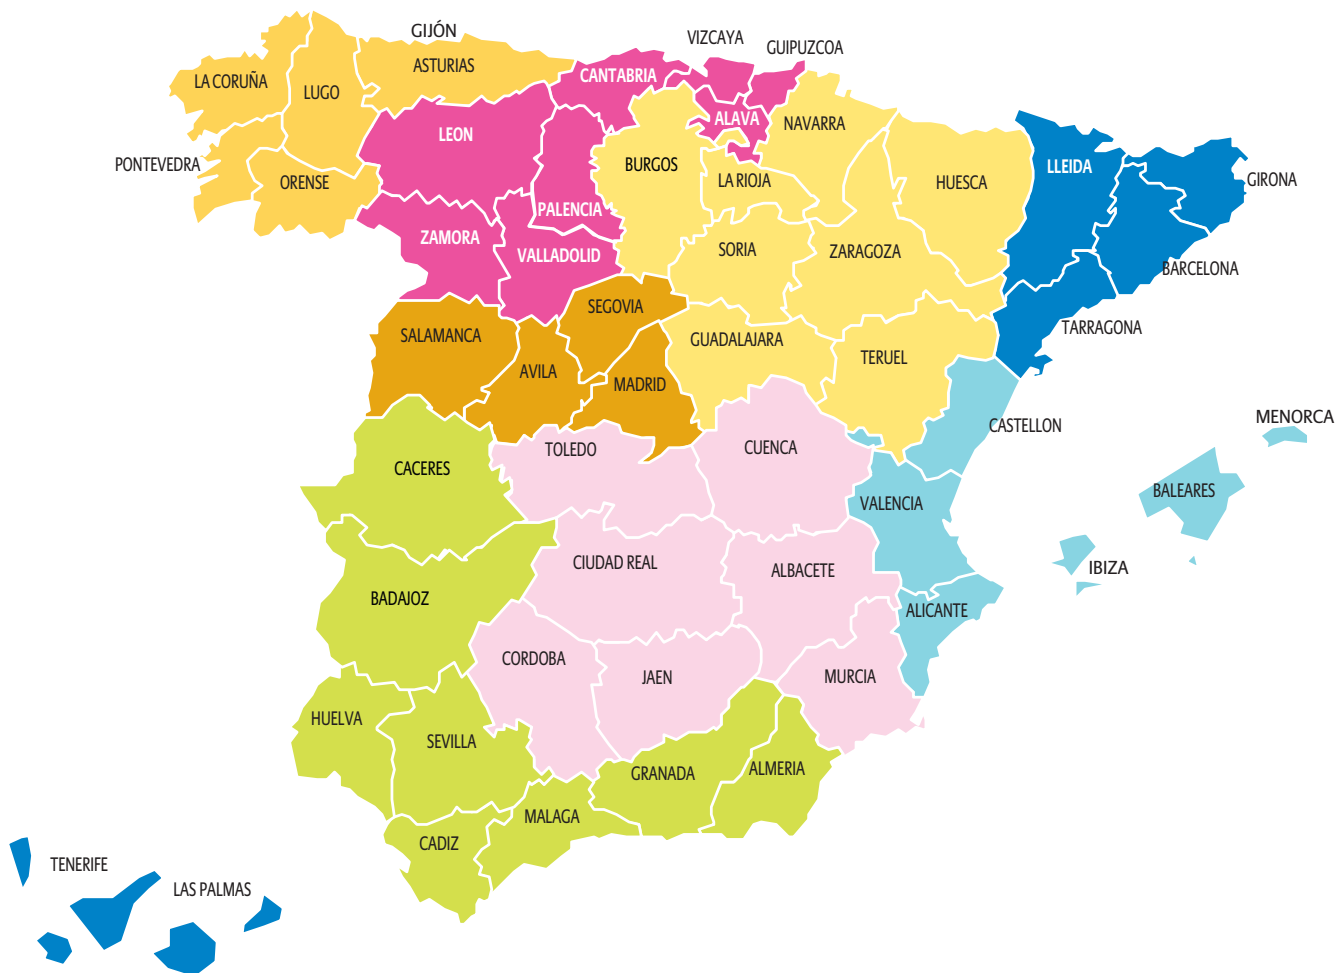 GIJÓN
VIZCAYA
GUIPUZCOA
LA CORUÑA
LUGO
ASTURIAS
CANTABRIA
ALAVA
NAVARRA
PONTEVEDRA
ORENSE
LEON
BURGOS
LA RIOJA
HUESCA
LLEIDA
GIRONA
PALENCIA
ZAMORA
VALLADOLID
SORIA
ZARAGOZA
BARCELONA
SEGOVIA
SALAMANCA
AVILA
MADRID
GUADALAJARA
TERUEL
TARRAGONA
MENORCA
CASTELLON
CACERES
TOLEDO
CUENCA
VALENCIA
BALEARES
CIUDAD REAL
ALBACETE
IBIZA
BADAJOZ
ALICANTE
CORDOBA
JAEN
MURCIA
HUELVA
SEVILLA
GRANADA
ALMERIA
MALAGA
CADIZ
TENERIFE
LAS PALMAS